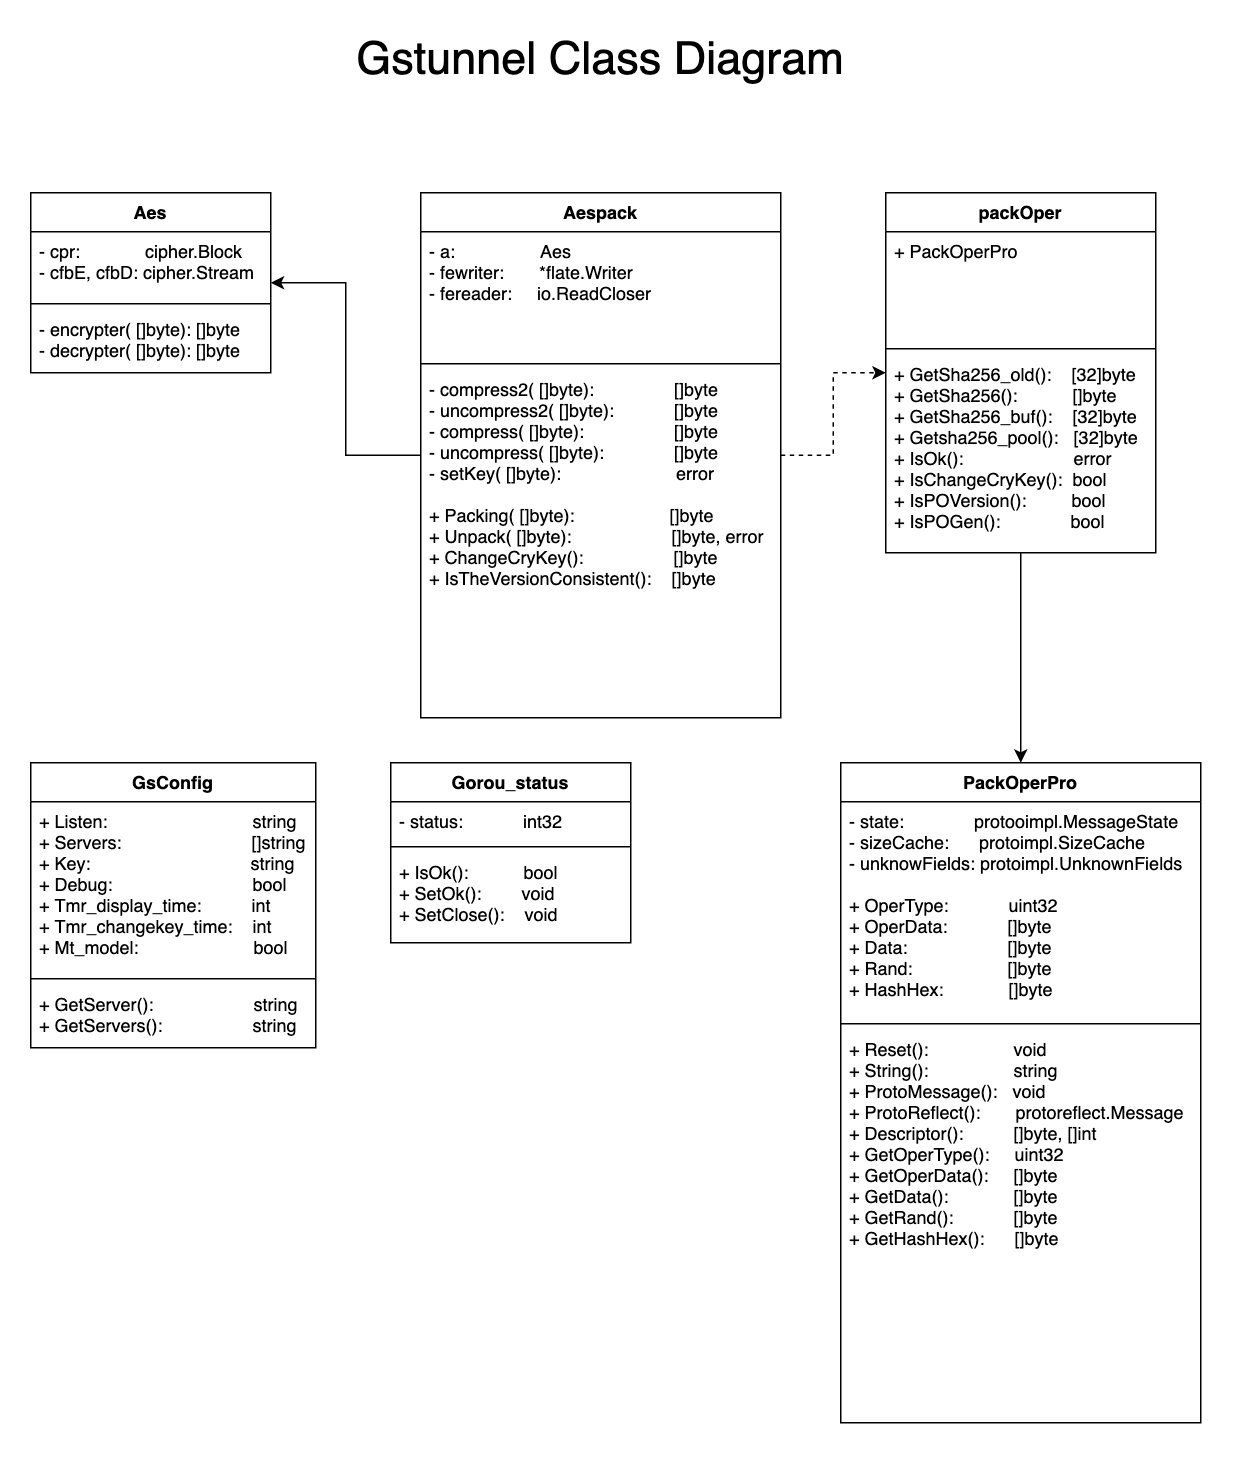 Gstunnel Class Diagram
Aes
- cpr: cipher.Block
- cfbE, cfbD: cipher.Stream
- encrypter( []byte): []byte
- decrypter( []byte): []byte
Aespack
- a: Aes
- fewriter: *flate.Writer
- fereader: io.ReadCloser
- compress2( []byte): []byte
- uncompress2( []byte): []byte
- compress( []byte): []byte
- uncompress( []byte): []byte
- setKey( []byte): error
+ Packing( []byte): []byte
+ Unpack( []byte): []byte, error
+ ChangeCryKey(): []byte
+ IsTheVersionConsistent(): []byte
packOper
+ PackOperPro
+ GetSha256_old(): [32]byte
+ GetSha256(): []byte
+ GetSha256_buf(): [32]byte
+ Getsha256_pool(): [32]byte
+ IsOk(): error
+ IsChangeCryKey(): bool
+ IsPOVersion(): bool
+ IsPOGen(): bool
GsConfig
+ Listen: string
+ Servers: []string
+ Key: string
+ Debug: bool
+ Tmr_display_time: int
+ Tmr_changekey_time: int
+ Mt_model: bool
+ GetServer(): string
+ GetServers(): string
Gorou_status
- status: int32
+ IsOk(): bool
+ SetOk(): void
+ SetClose(): void
PackOperPro
- state: protooimpl.MessageState
- sizeCache: protoimpl.SizeCache
- unknowFields: protoimpl.UnknownFields
+ OperType: uint32
+ OperData: []byte
+ Data: []byte
+ Rand: []byte
+ HashHex: []byte
+ Reset(): void
+ String(): string
+ ProtoMessage(): void
+ ProtoReflect(): protoreflect.Message
+ Descriptor(): []byte, []int
+ GetOperType(): uint32
+ GetOperData(): []byte
+ GetData(): []byte
+ GetRand(): []byte
+ GetHashHex(): []byte